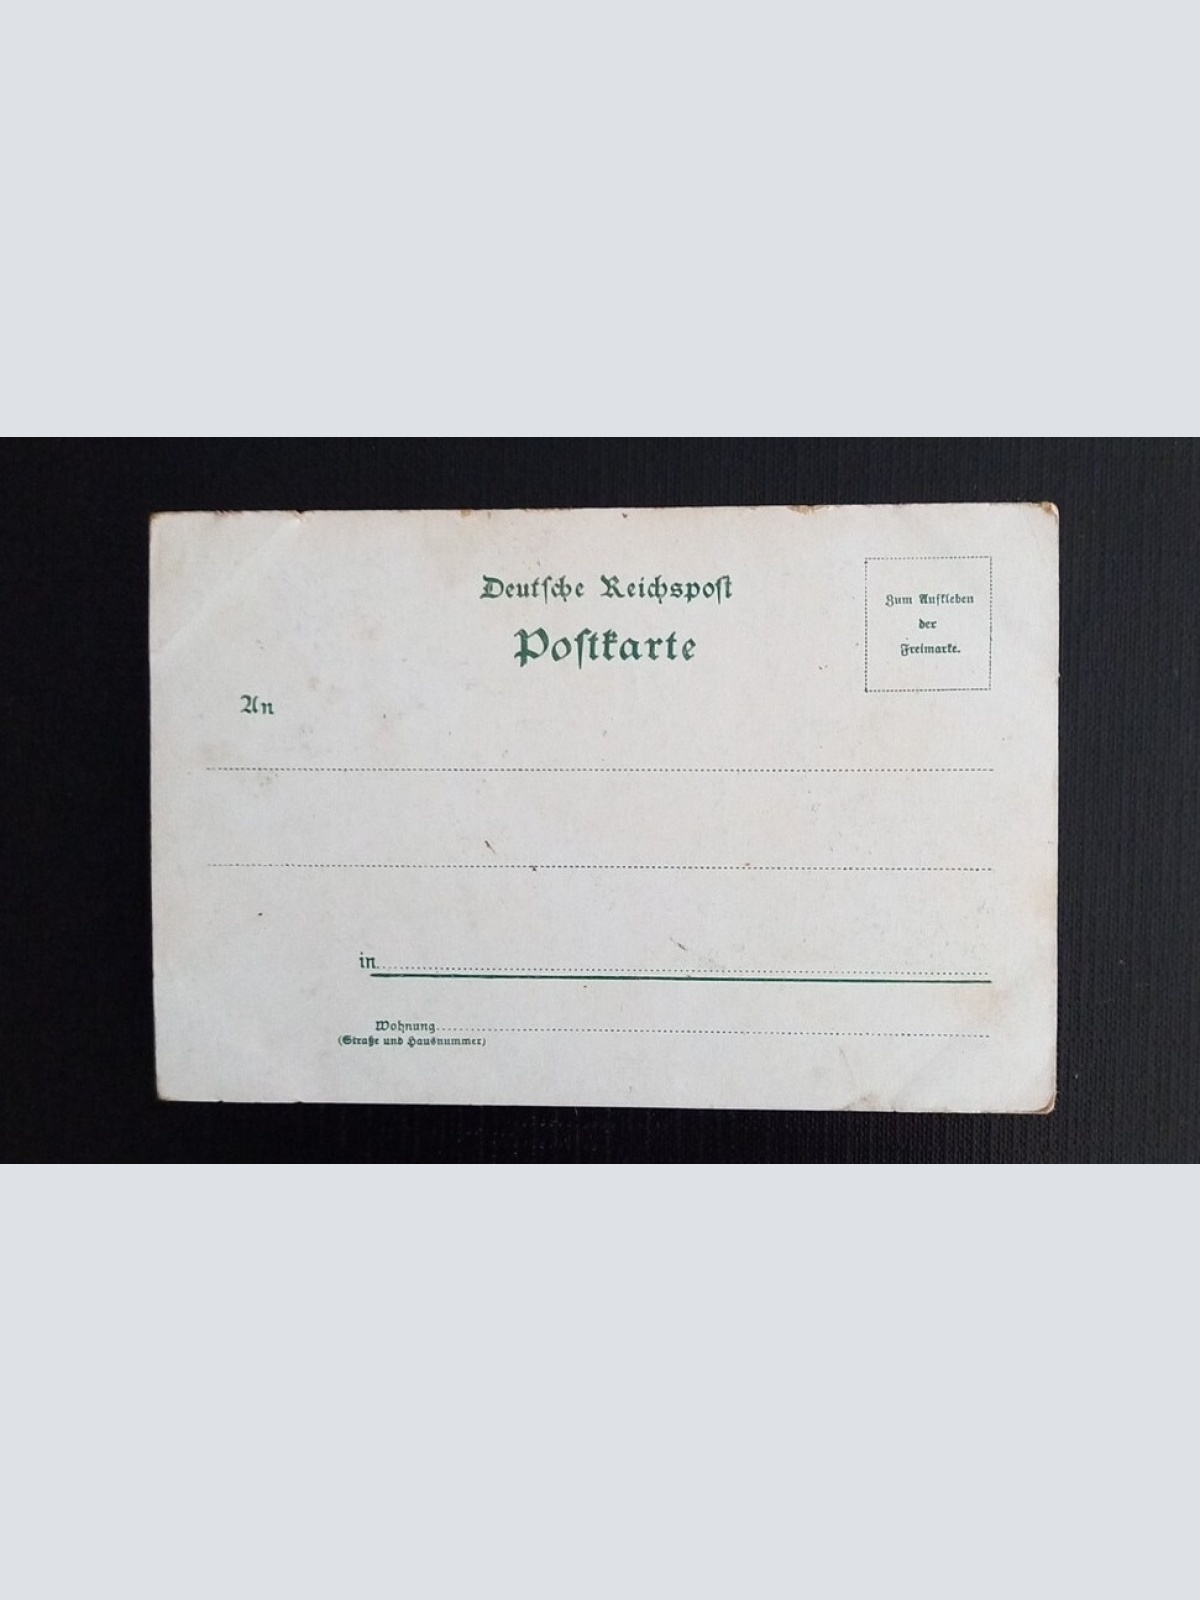 Deutſche Reichspoſt
Poſtkarte
Zum Aufkleben
der
Freimarke.
An
in
Wohnung
(Straße und Hausnummer)